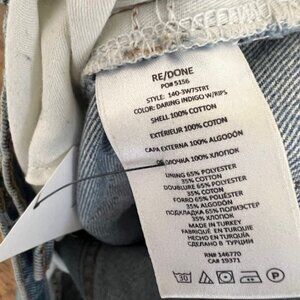 RE/DONE
PO# 5156
STYLE: 140-3W7STRT
COLOR: DARING INDIGO W/RIPS
SHELL 100% COTTON
EXTÉRIEUR 100% COTON
CAPA EXTERNA 100% ALGODÓN
100% ХЛОПОК
LINING 65% POLYESTER
35% COTTON
DOUBLURE 65% POLYESTER
35% COTON
FORRO 65% POLIÉSTER
35% ALGODÓN
ПОДКЛАДКА 65% ПОЛИЭСТЕР
35% ХЛОПОК
MADE IN TURKEY
HECHO EN TURQUÍA
FABRIQUÉ EN TURQUIE
СДЕЛАНО В ТУРЦИИ
RN# 146770
CA# 59371
30